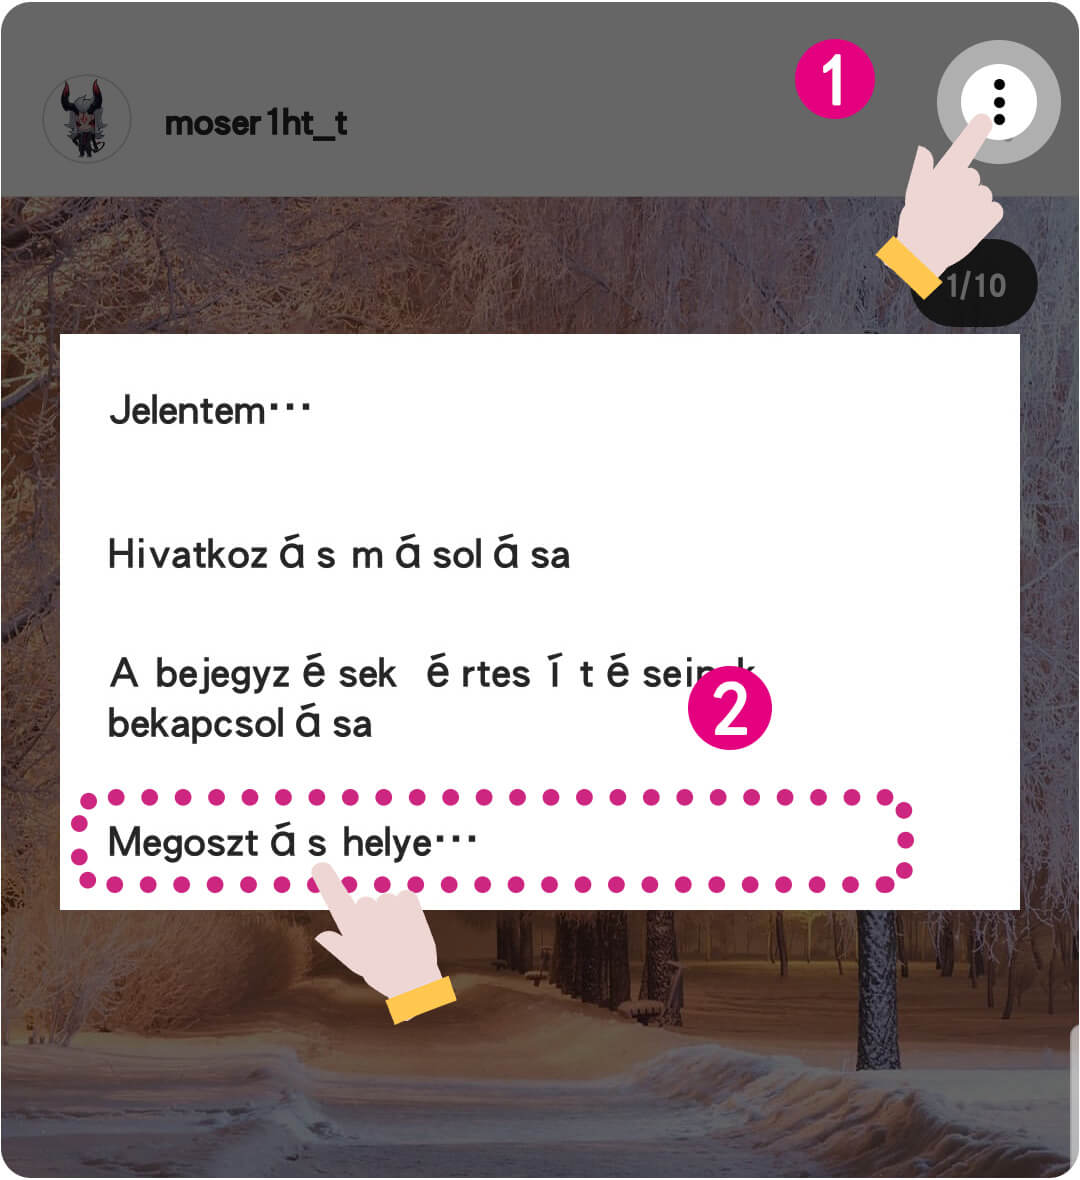 1
moser1ht_t
1/10
Jelentem···
Hivatkozás másolása
A bejegyzések értesítéseinek
bekapcsolása
2
Megosztás helye···